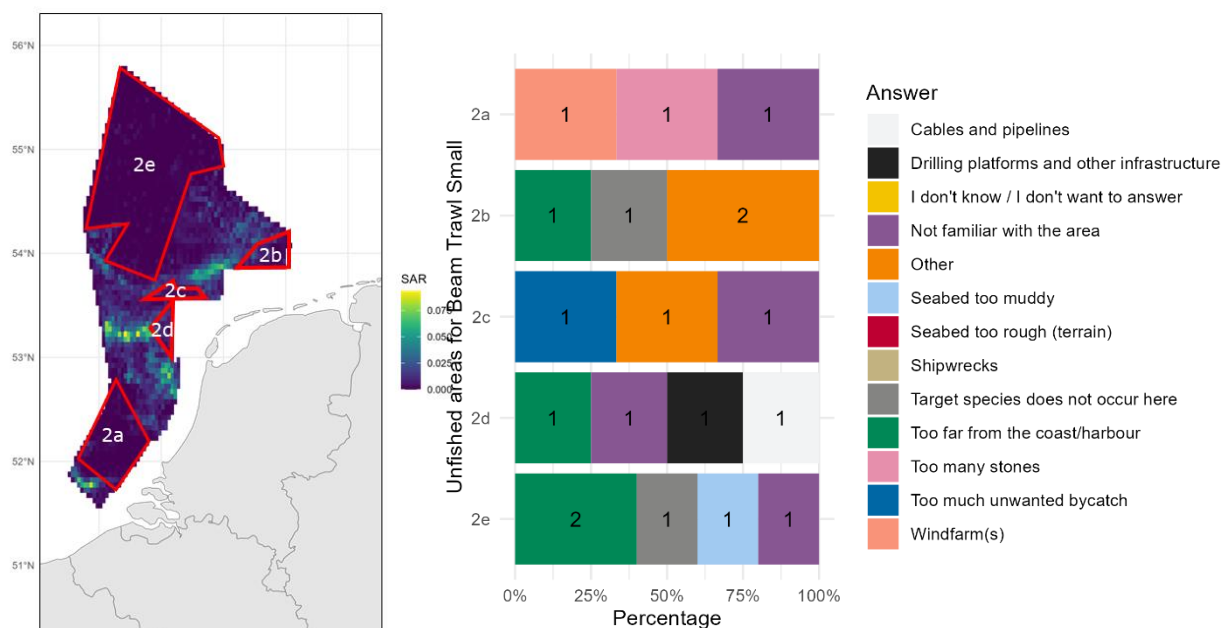 56°N
55°N
54°N
53°N
52°N
51°N
2e
2b
2c
2d
2a
SAR
0.075
0.050
0.025
0.000
Unfished areas for Beam Trawl Small
2a
1 1 1
2b
1 1 2
2c
1 1 1
2d
1 1 1 1
2e
2 1 1 1
0% 25% 50% 75% 100%
Percentage
Answer
Cables and pipelines
Drilling platforms and other infrastructure
I don't know / I don't want to answer
Not familiar with the area
Other
Seabed too muddy
Seabed too rough (terrain)
Shipwrecks
Target species does not occur here
Too far from the coast/harbour
Too many stones
Too much unwanted bycatch
Windfarm(s)